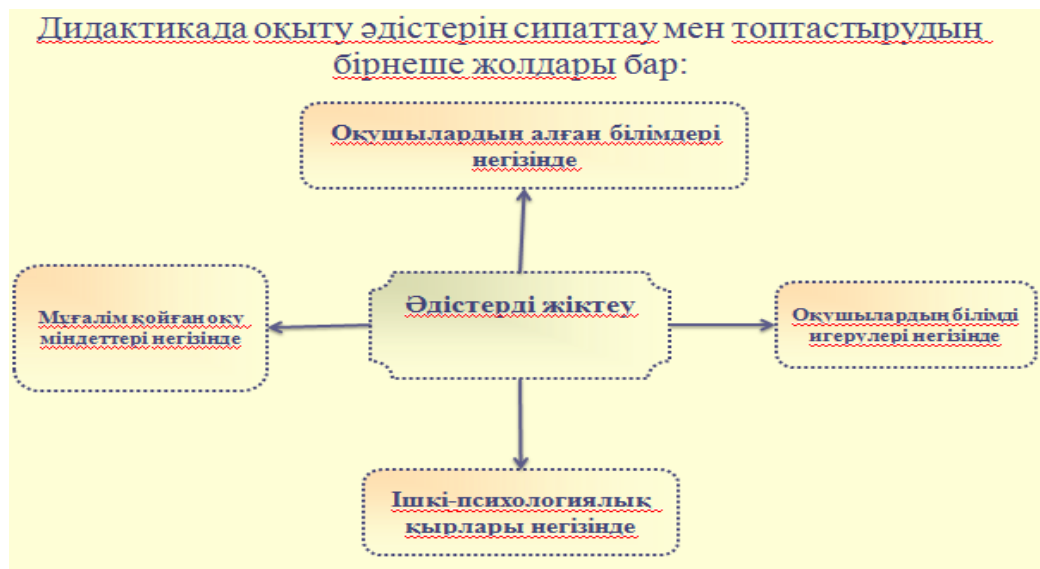 Дидактикада оқыту әдістерін сипаттау мен топтастырудың
бірнеше жолдары бар:
Оқушылардың алған білімдері
негізінде
Әдістерді жіктеу
Мұғалім қойған оқу
міндеттері негізінде
Оқушылардың білімді
игерулері негізінде
Ішкі-психологиялық
қырлары негізінде